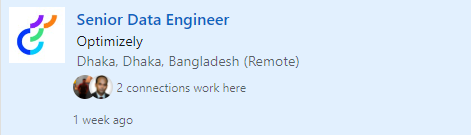 Senior Data Engineer
Optimizely
Dhaka, Dhaka, Bangladesh (Remote)
2 connections work here
1 week ago